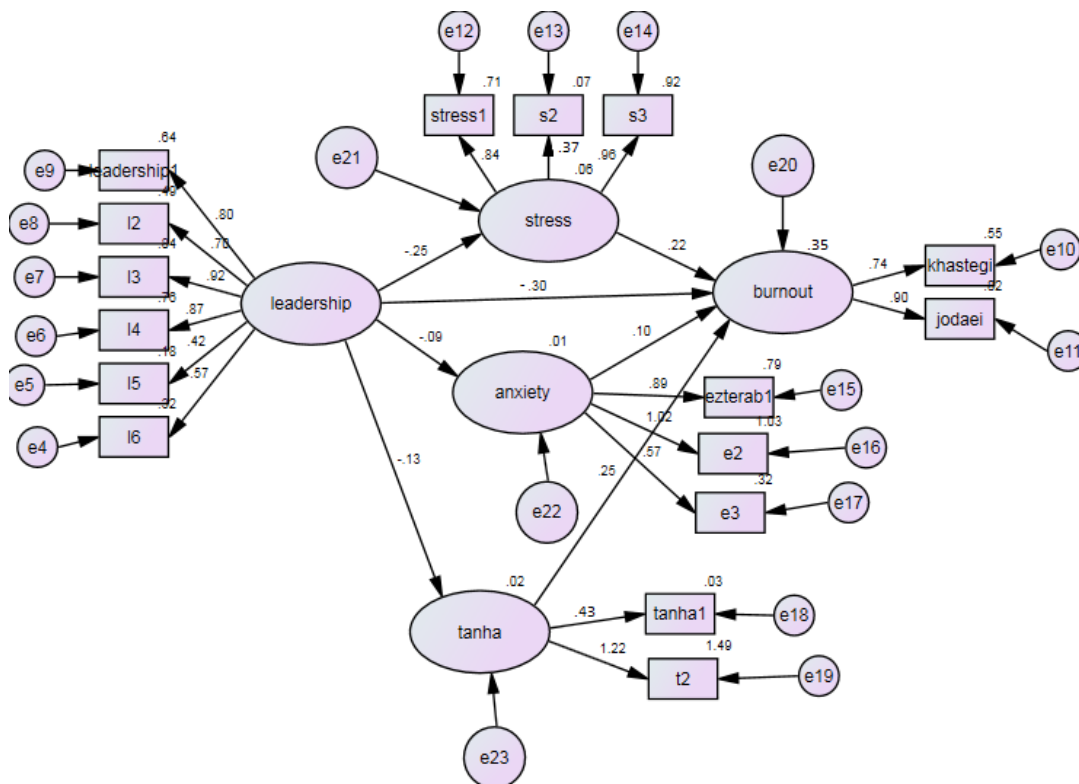 e12
e13
e14
.71
.07
.92
stress1
s2
s3
.84
.37
.96
.06
e21
stress
e20
.64
e9
leadership1
.49
e8
l2
.80
.70
.84
e7
l3
.92
.76
e6
l4
.87
.18
e5
l5
.42
.32
e4
l6
.57
leadership
-.25
-.30
-.09
-.13
.22
.35
burnout
.10
.55
khastegi
e10
.74
.82
jodaei
e11
.90
.01
anxiety
.89
.79
ezterab1
e15
1.02
1.03
e2
e16
.57
.32
e3
e17
.25
e22
.02
tanha
.43
.03
tanha1
e18
1.22
1.49
t2
e19
e23